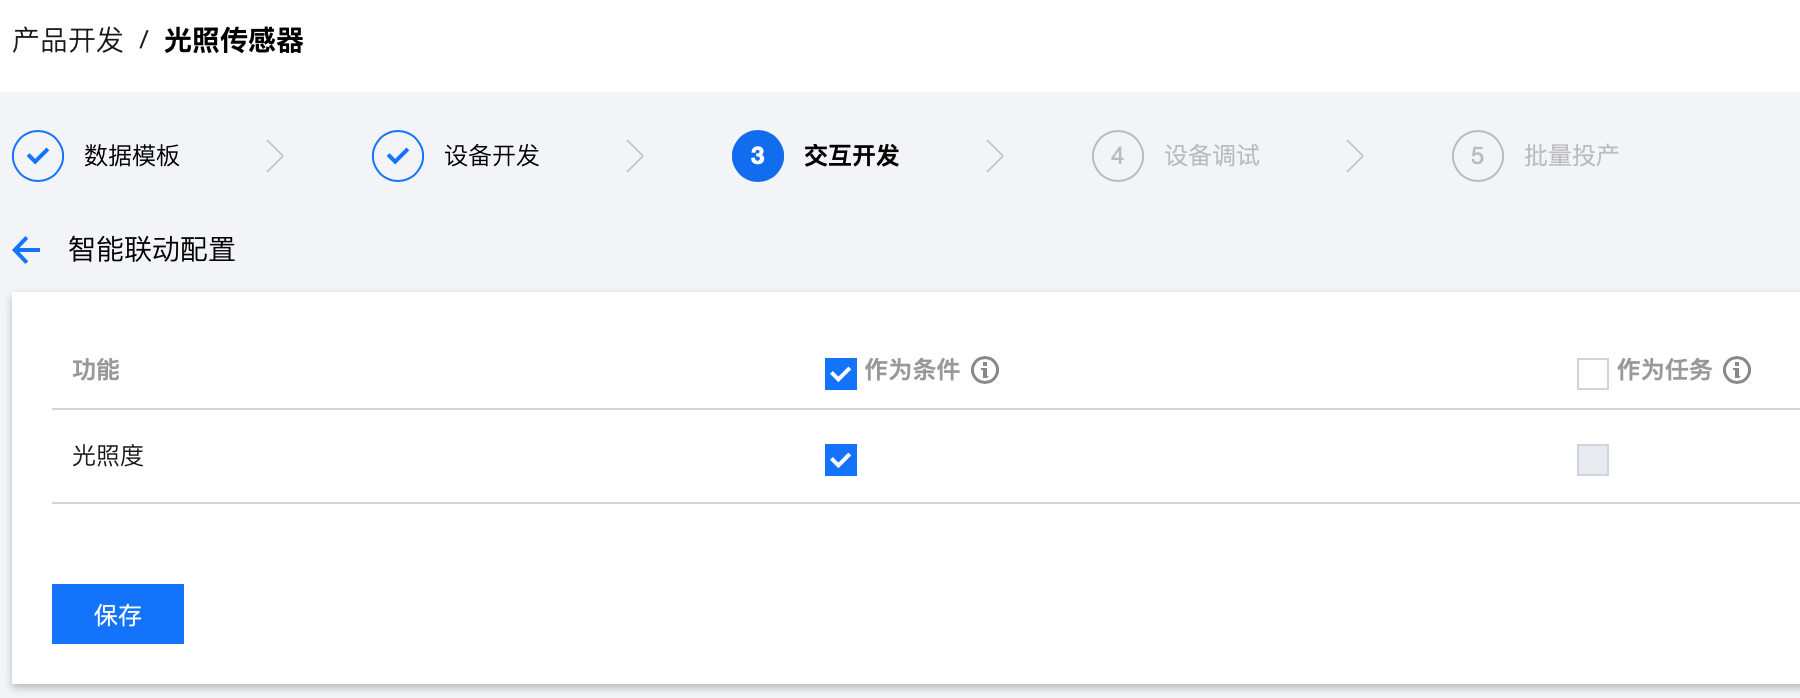 产品开发 / 光照传感器
数据模板 设备开发 3 交互开发 4 设备调试 5 批量投产
智能联动配置
功能 作为条件 作为任务
光照度
保存